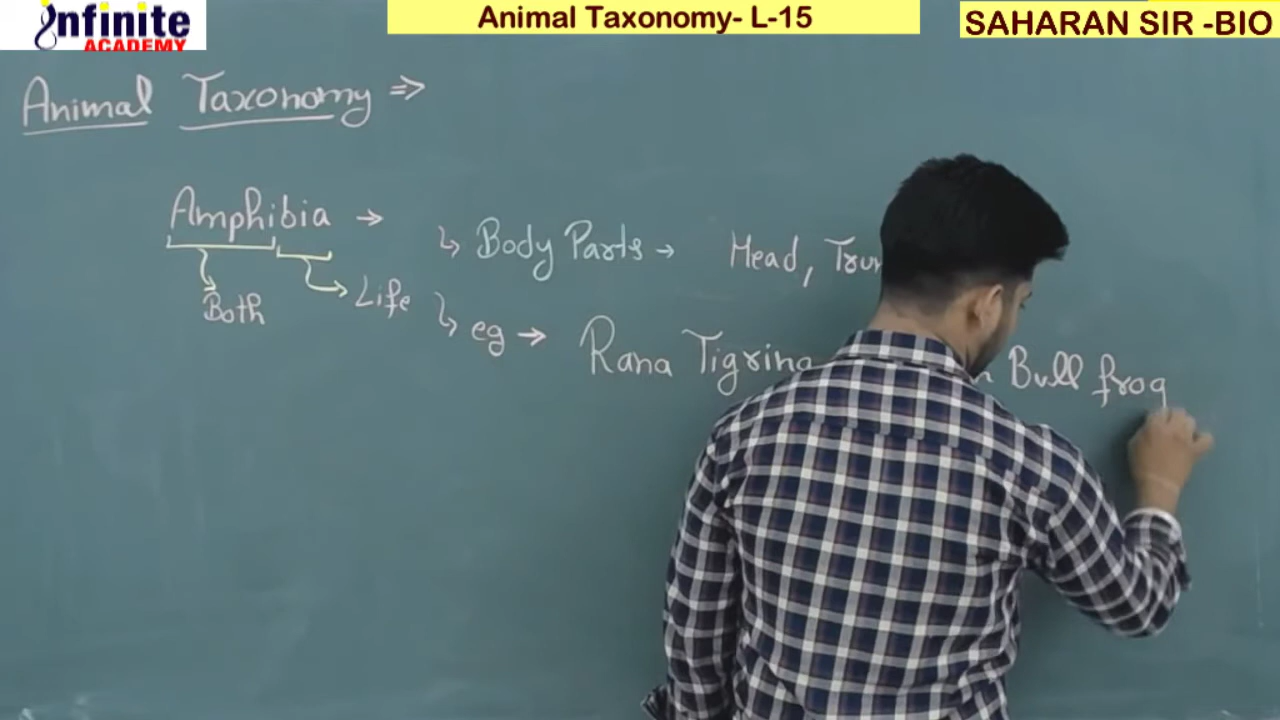 infinite
ACADEMY
Animal Taxonomy- L-15
SAHARAN SIR -BIO
Animal Taxonomy ⇒
Amphibia →
Both
Life
↳ Body Parts → Head,
↳ eg → Rana Tigrina Bull frog